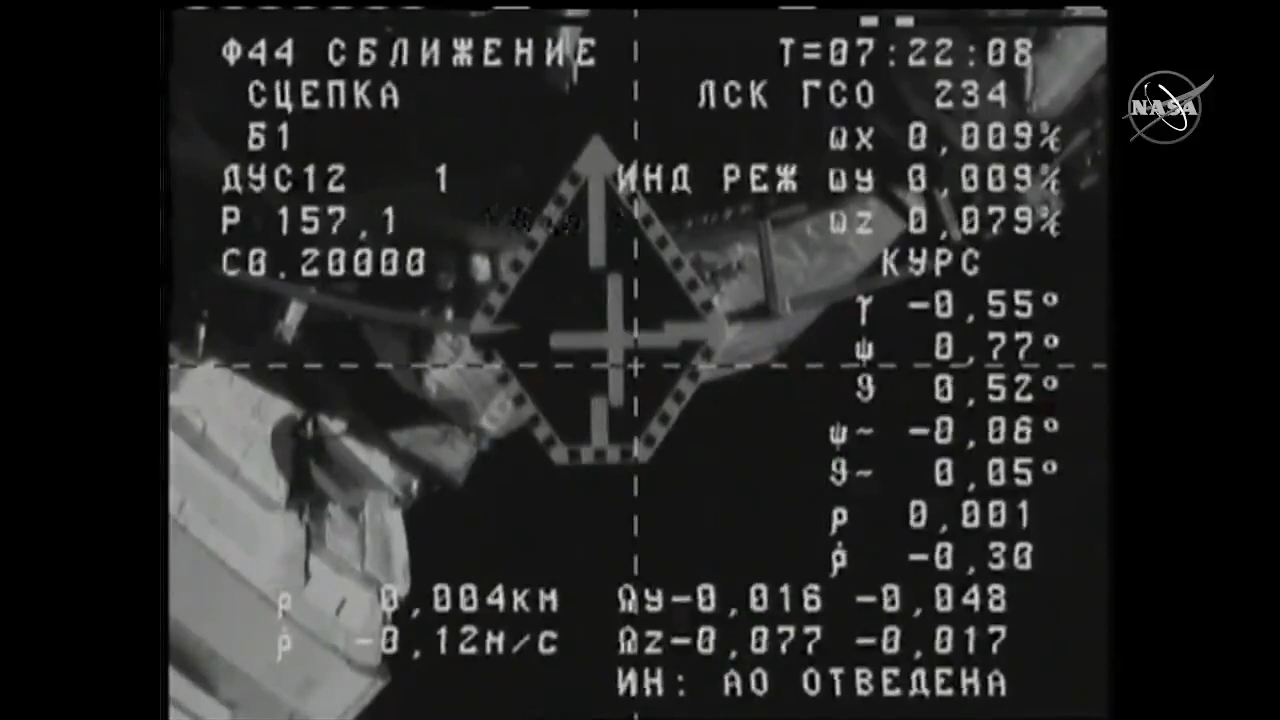 Ф44 СБЛИЖЕНИЕ T=07:22:08
СЦЕПКА ЛСК ГСО 234
Б1 ωX 0,009%
ДУС12 1 ИНД РЕЖ ωУ 0,009%
Р 157,1 ωZ 0,079%
С0.20000 КУРС
γ -0,55°
ψ 0,77°
ϑ 0,52°
ψ~ -0,06°
ϑ~ 0,05°
ρ 0,001
ρ̇ -0,30
ρ 0,004КМ ΩУ-0,016 -0,048
ρ̇ -0,12М/С ΩZ-0,077 -0,017
ИН: АО ОТВЕДЕНА
NASA